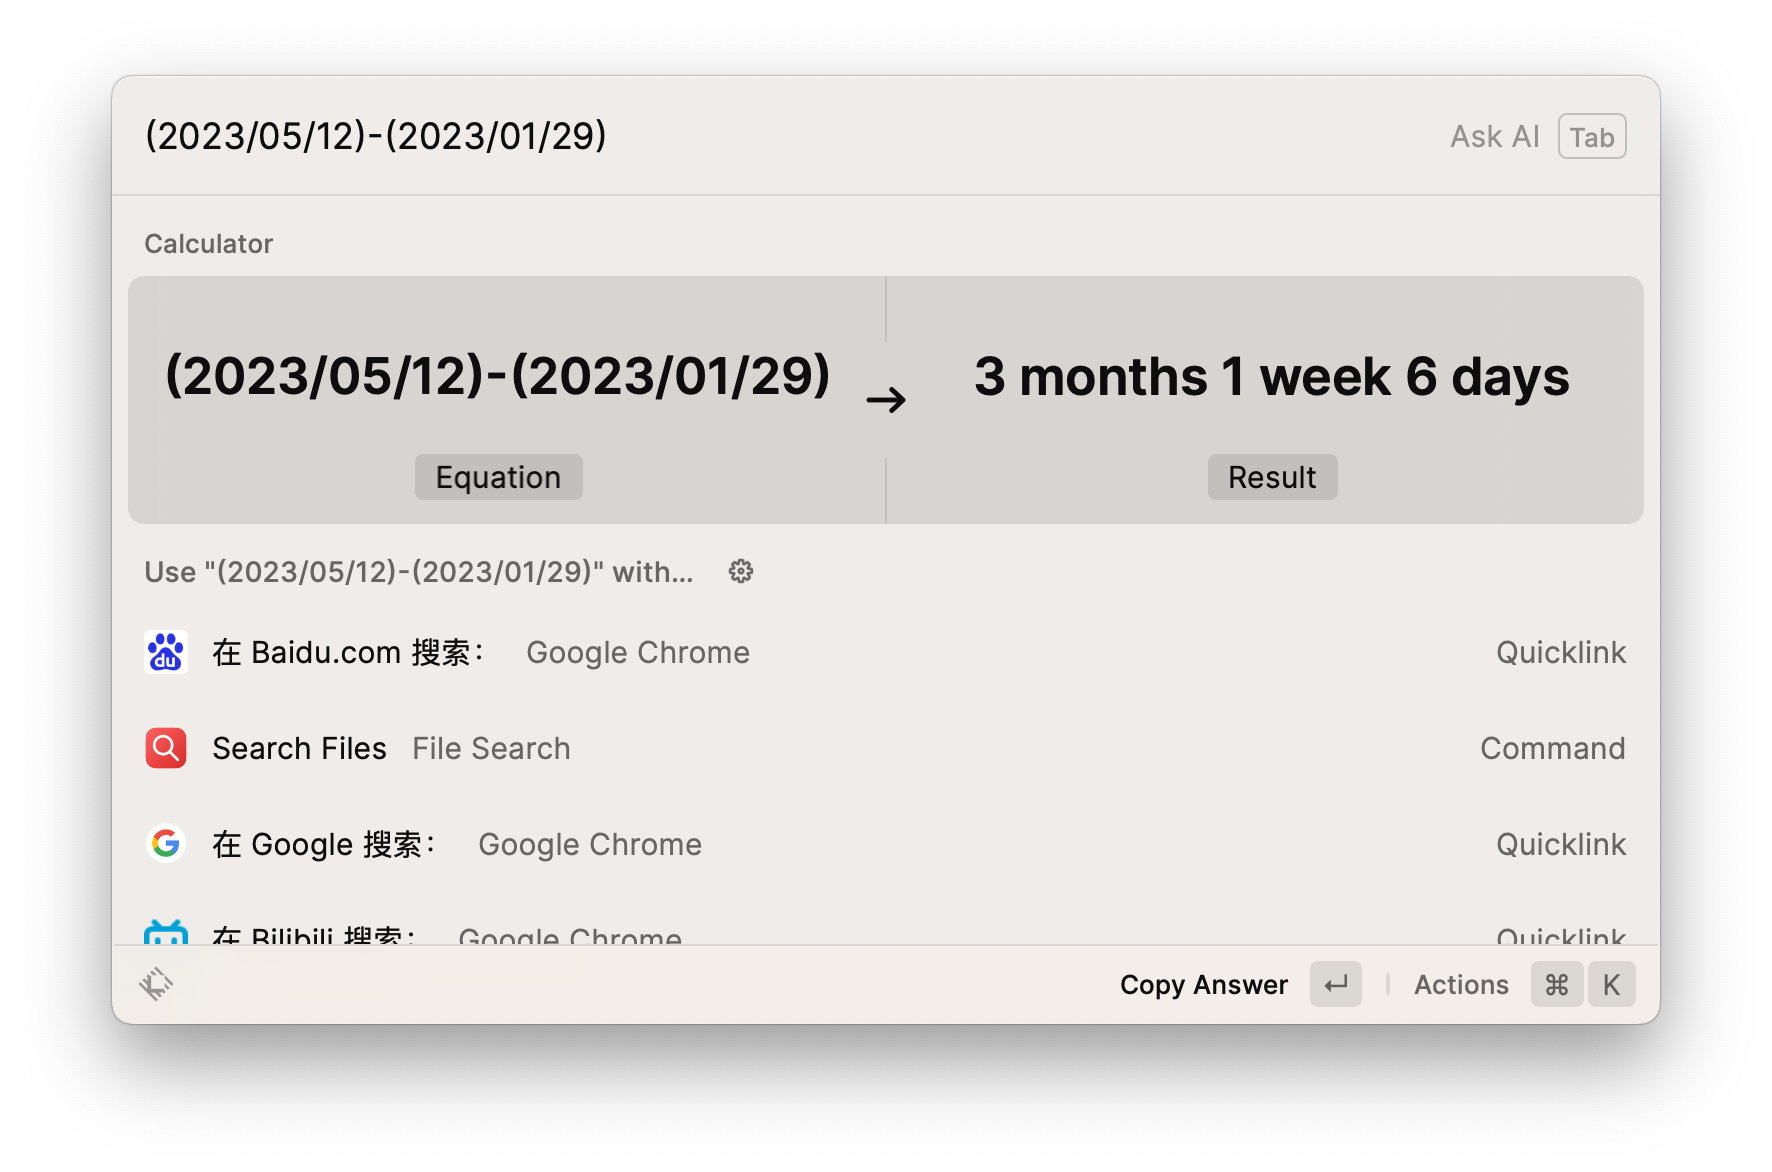 (2023/05/12)-(2023/01/29)
Ask AI Tab
Calculator
(2023/05/12)-(2023/01/29) → 3 months 1 week 6 days
Equation Result
Use "(2023/05/12)-(2023/01/29)" with...
du 在 Baidu.com 搜索： Google Chrome Quicklink
Search Files File Search Command
G 在 Google 搜索： Google Chrome Quicklink
在 Bilibili 搜索： Google Chrome Quicklink
Copy Answer ↵ | Actions ⌘ K